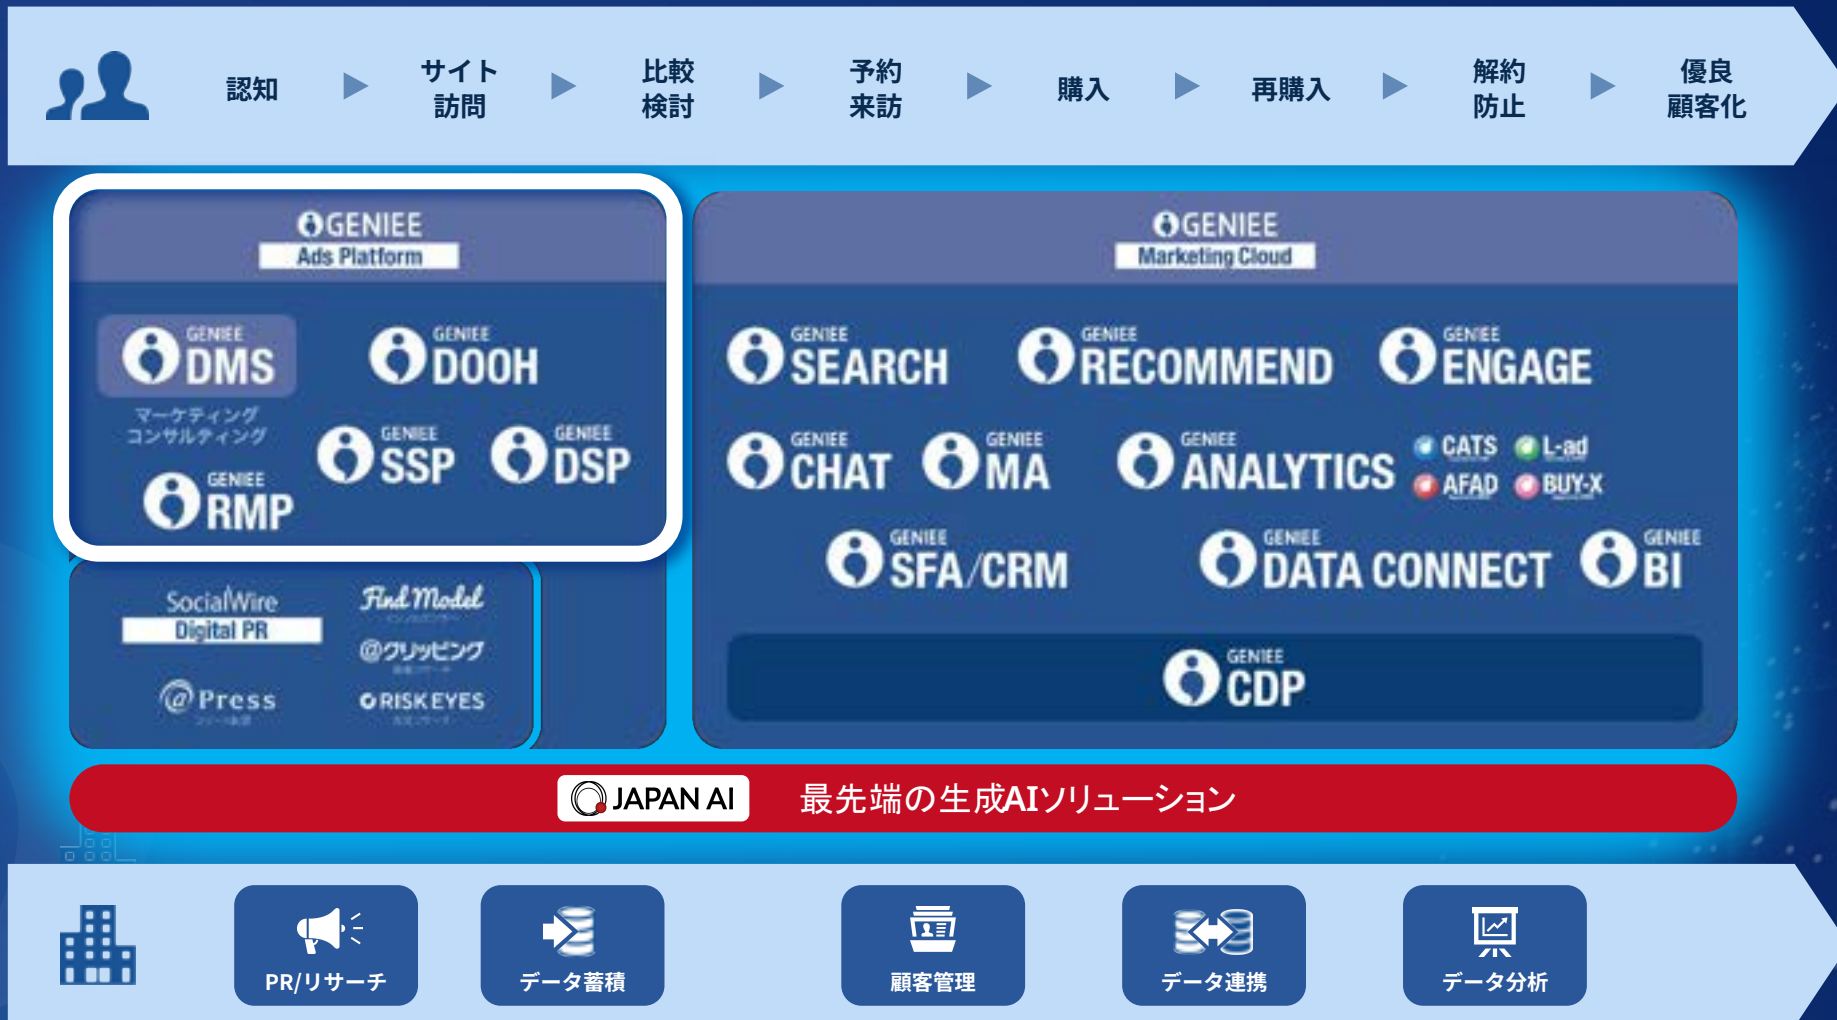 認知
サイト
訪問
比較
検討
予約
来訪
購入
再購入
解約
防止
優良
顧客化
GENIEE
Ads Platform
GENIEE
DMS
マーケティング
コンサルティング
GENIEE
DOOH
GENIEE
SSP
GENIEE
DSP
GENIEE
RMP
SocialWire
Digital PR
Find Model
@クリッピング
@Press
RISK EYES
GENIEE
Marketing Cloud
GENIEE
SEARCH
GENIEE
RECOMMEND
GENIEE
ENGAGE
GENIEE
CHAT
GENIEE
MA
GENIEE
ANALYTICS
CATS
L-ad
AFAD
BUY-X
GENIEE
SFA/CRM
GENIEE
DATA CONNECT
GENIEE
BI
GENIEE
CDP
JAPAN AI
最先端の生成AIソリューション
PR/リサーチ
データ蓄積
顧客管理
データ連携
データ分析